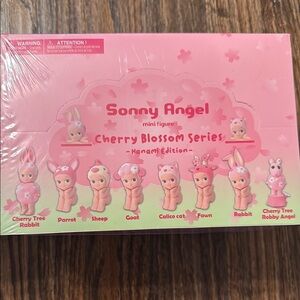 WARNING
ATTENTION !
Sonny Angel
mini figure
Cherry Blossom Series
- Hanami Edition -
Cherry Tree Rabbit
Parrot
Sheep
Goat
Calico cat
Fawn
Rabbit
Cherry Tree Robby Angel